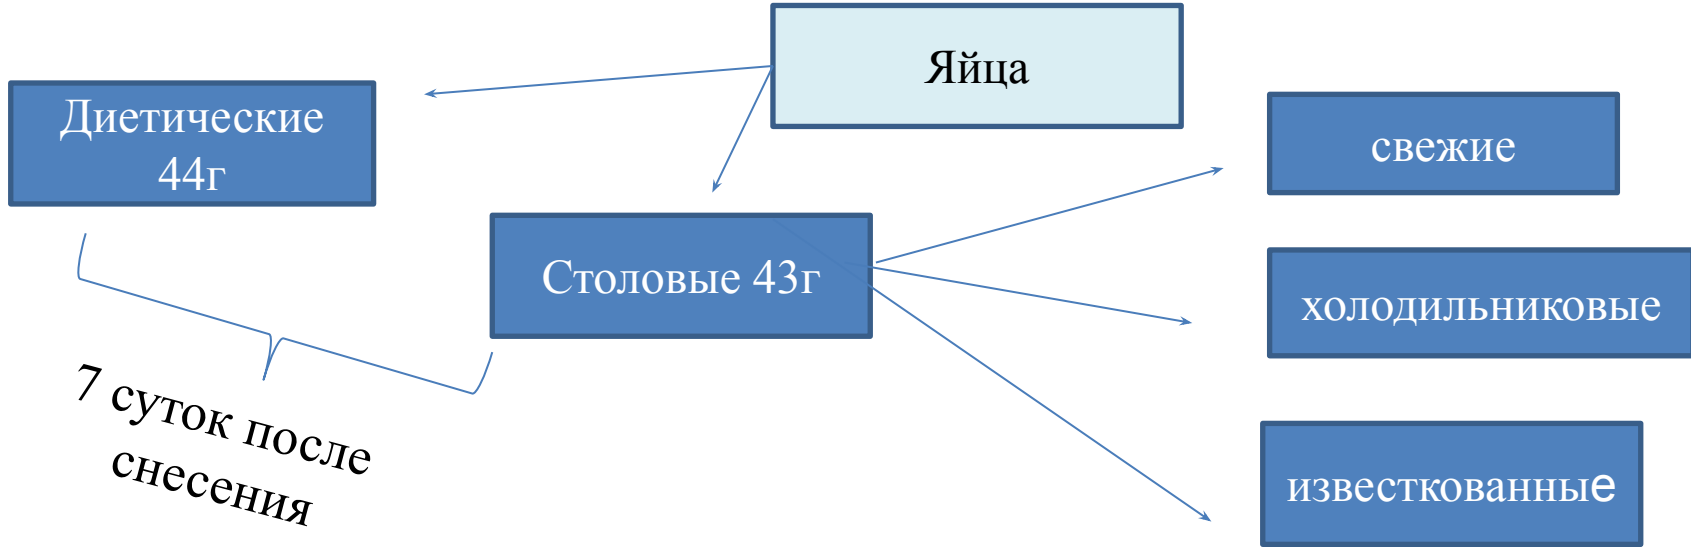 Яйца
Диетические
44г
Столовые 43г
свежие
холодильниковые
известкованные
7 суток после
снесения